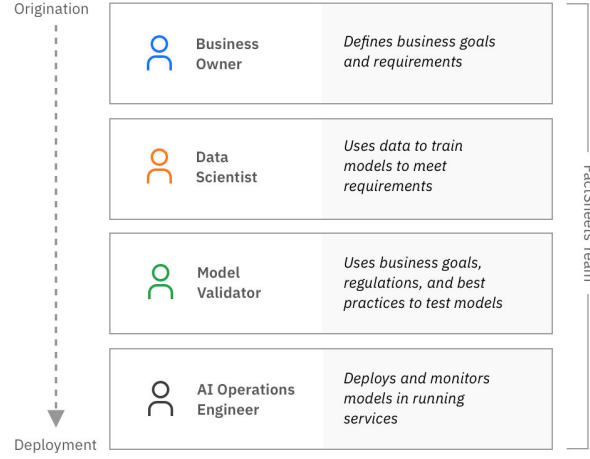 Origination
Business
Owner
Defines business goals
and requirements
Data
Scientist
Uses data to train
models to meet
requirements
Model
Validator
Uses business goals,
regulations, and best
practices to test models
AI Operations
Engineer
Deploys and monitors
models in running
services
Deployment
FactSheets Team